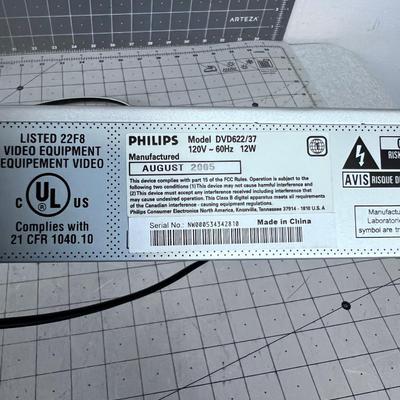 ARTEZA
LISTED 22F8
VIDEO EQUIPMENT
EQUIPEMENT VIDEO
C UL US
Complies with
21 CFR 1040.10
PHILIPS Model DVD622/37
120V ~ 60Hz 12W
Manufactured
AUGUST 2005
This device complies with part 15 of the FCC Rules. Operation is subject to the
following two conditions (1) This device may not cause harmful interference and
(2) This device must accept any interference received, including interference that
may cause undesired operation. This Class B digital apparatus meets all requirements
of the Canadian interference - causing equipment regulations.
Philips Consumer Electronics North America, Knoxville, Tennessee 37914 - 1810 U.S.A.
Serial No.: NW000534342810 Made in China
RISK
AVIS RISQUE D
Manufactu
Laboratorie
symbol are tr